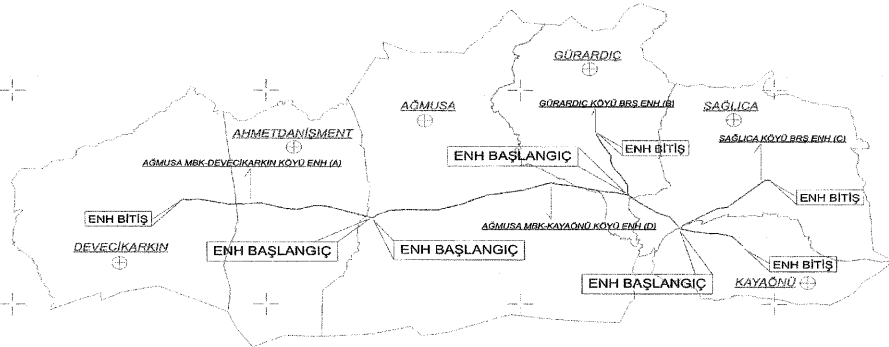 GÜRARDIÇ
AĞMUSA
GÜRARDIÇ KÖYÜ BRŞ ENH (B)
SAĞLICA
AHMETDANİŞMENT
SAĞLICA KÖYÜ BRŞ ENH (C)
ENH BİTİŞ
AĞMUSA MBK-DEVECİKARKIN KÖYÜ ENH (A)
ENH BAŞLANGIÇ
ENH BİTİŞ
ENH BİTİŞ
AĞMUSA MBK-KAYAÖNÜ KÖYÜ ENH (D)
DEVECİKARKIN
ENH BAŞLANGIÇ
ENH BAŞLANGIÇ
ENH BİTİŞ
ENH BAŞLANGIÇ
KAYAÖNÜ